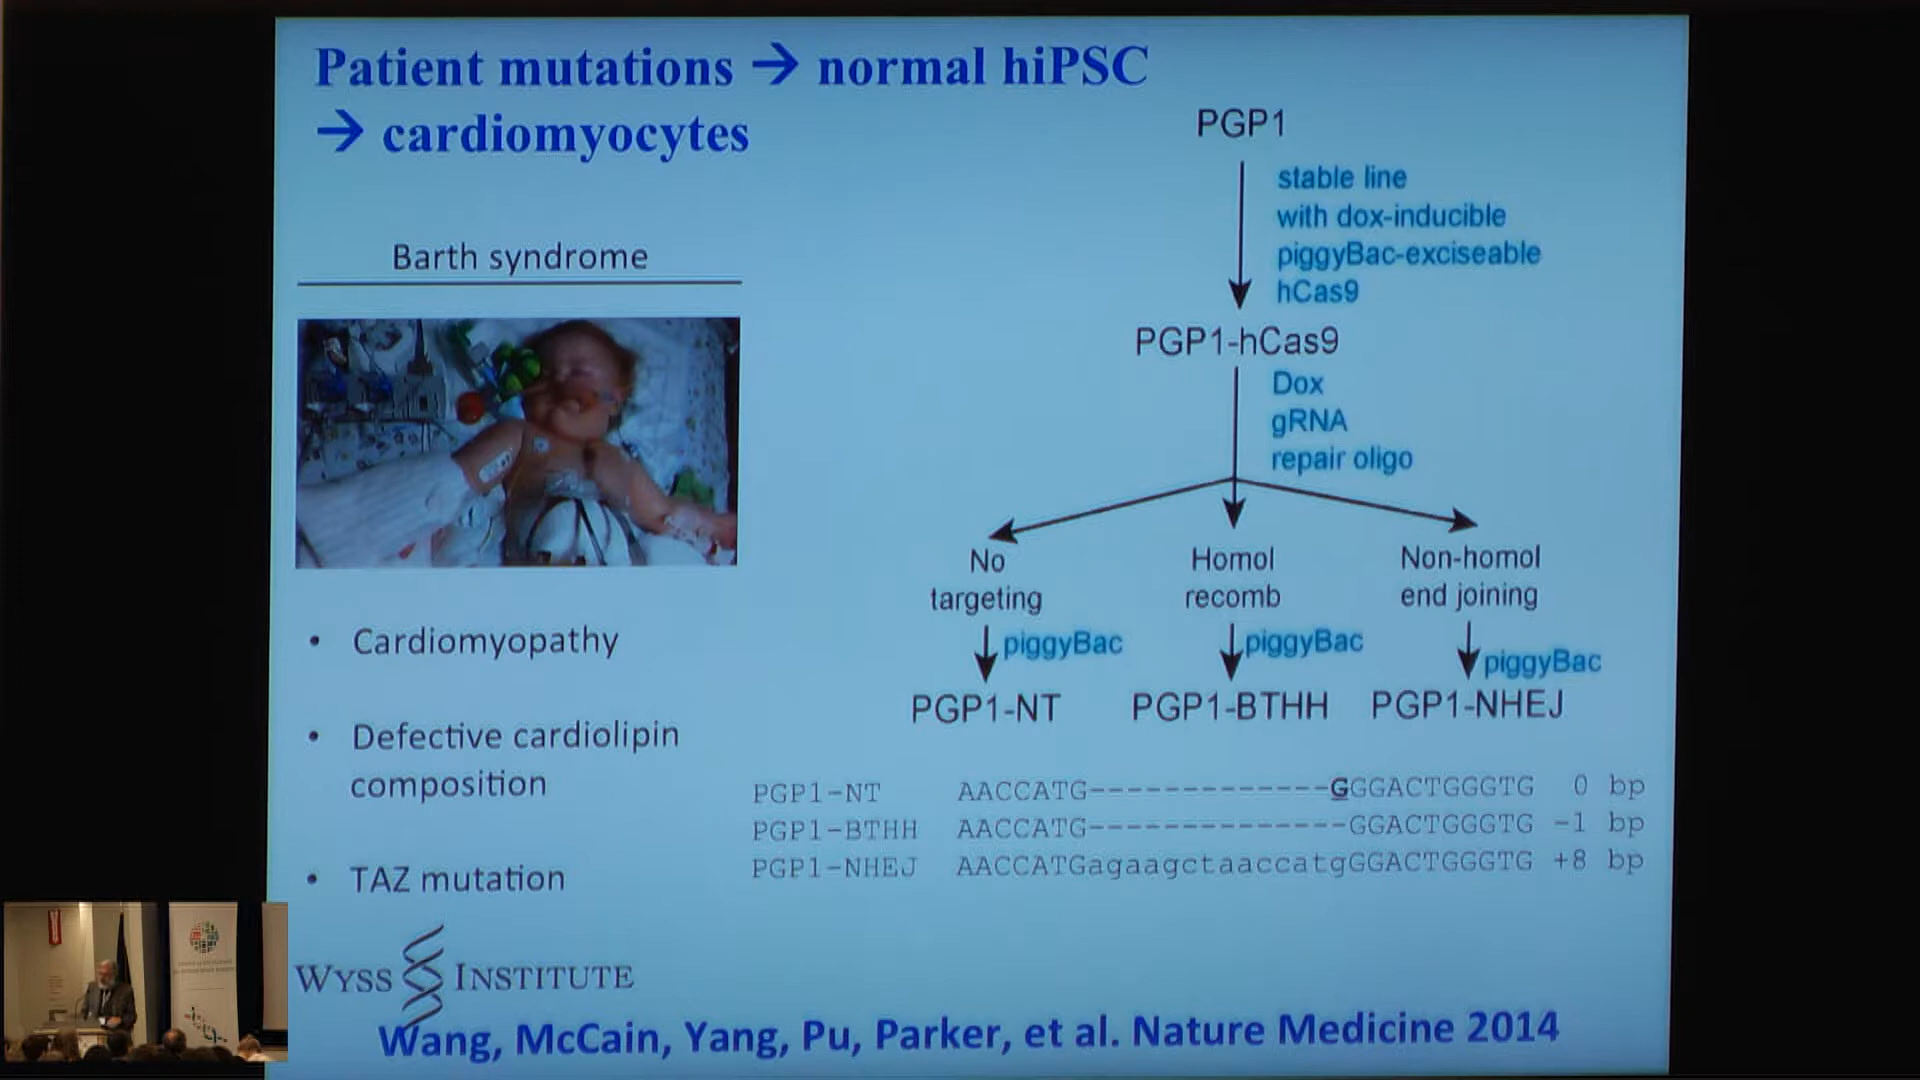 Patient mutations → normal hiPSC
→ cardiomyocytes
Barth syndrome
• Cardiomyopathy
• Defective cardiolipin
composition
• TAZ mutation
PGP1
stable line
with dox-inducible
piggyBac-exciseable
hCas9
PGP1-hCas9
Dox
gRNA
repair oligo
No
targeting
Homol
recomb
Non-homol
end joining
piggyBac
piggyBac
piggyBac
PGP1-NT
PGP1-BTHH
PGP1-NHEJ
PGP1-NT AACCATG-------------GGGACTGGGTG 0 bp
PGP1-BTHH AACCATG--------------GGACTGGGTG -1 bp
PGP1-NHEJ AACCATGagaagctaaccatgGGACTGGGTG +8 bp
WYSS INSTITUTE
Wang, McCain, Yang, Pu, Parker, et al. Nature Medicine 2014